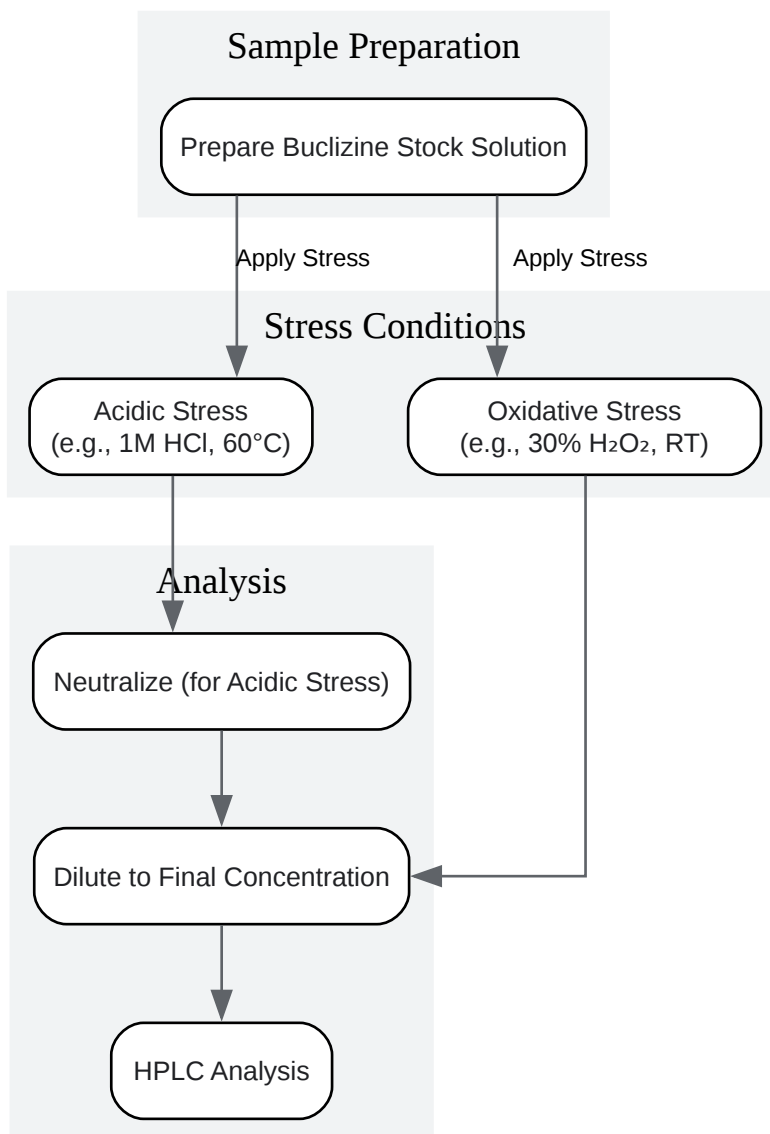 Sample Preparation
Prepare Buclizine Stock Solution
Apply Stress
Apply Stress
Stress Conditions
Acidic Stress
(e.g., 1M HCl, 60°C)
Oxidative Stress
(e.g., 30% H₂O₂, RT)
Analysis
Neutralize (for Acidic Stress)
Dilute to Final Concentration
HPLC Analysis